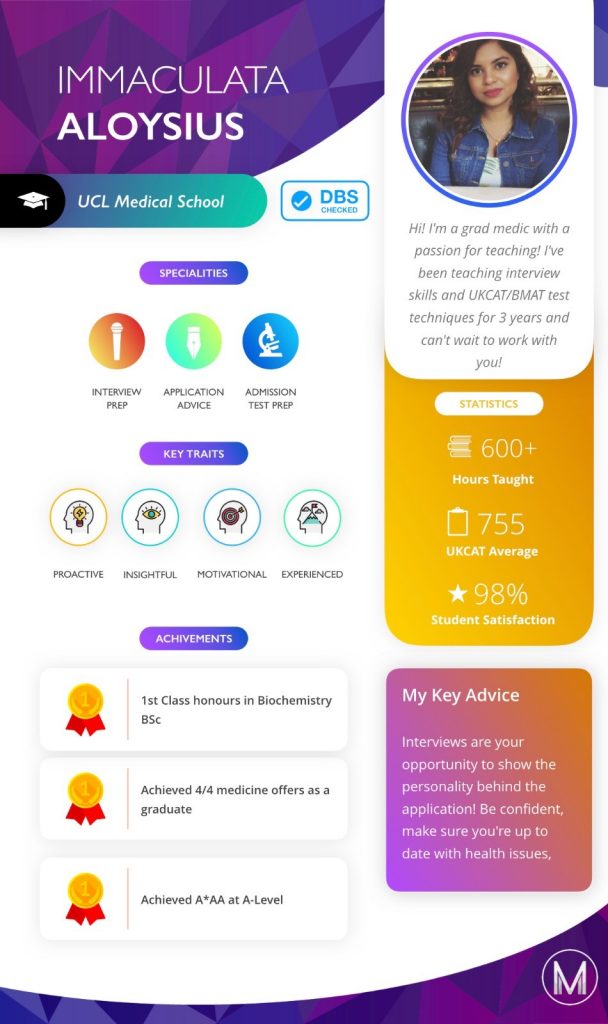 IMMACULATA
ALOYSIUS
UCL Medical School
DBS
CHECKED
Hi! I'm a grad medic with a
passion for teaching! I've
been teaching interview
skills and UKCAT/BMAT test
techniques for 3 years and
can't wait to work with
you!
SPECIALITIES
INTERVIEW
PREP
APPLICATION
ADVICE
ADMISSION
TEST PREP
KEY TRAITS
PROACTIVE
INSIGHTFUL
MOTIVATIONAL
EXPERIENCED
STATISTICS
600+
Hours Taught
755
UKCAT Average
98%
Student Satisfaction
ACHIVEMENTS
1
1st Class honours in Biochemistry
BSc
1
Achieved 4/4 medicine offers as a
graduate
1
Achieved A*AA at A-Level
My Key Advice
Interviews are your
opportunity to show the
personality behind the
application! Be confident,
make sure you're up to
date with health issues,
M